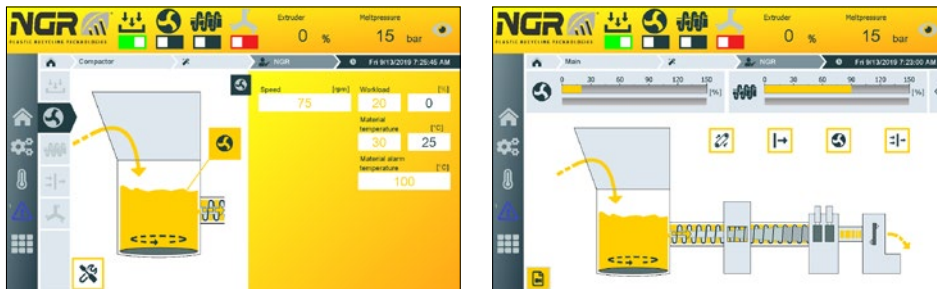 NGR
PLASTIC RECYCLING TECHNOLOGIES
Extruder
0 %
Meltpressure
15 bar
Compactor
NGR
Fri 9/13/2019 7:25:45 AM
Speed [rpm]
75
Workload [%]
20 0
Material
temperature [°C]
30 25
Material alarm
temperature [°C]
100
NGR
PLASTIC RECYCLING TECHNOLOGIES
Extruder
0 %
Meltpressure
15 bar
Main
NGR
Fri 9/13/2019 7:23:00 AM
0 30 60 90 120 150
[%]
0 30 60 90 120 150
[%]